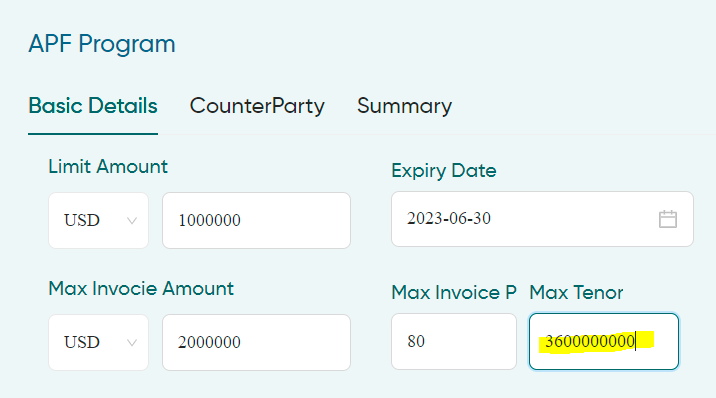 APF Program
Basic Details CounterParty Summary
Limit Amount Expiry Date
USD 1000000 2023-06-30
Max Invocie Amount Max Invoice P Max Tenor
USD 2000000 80 3600000000